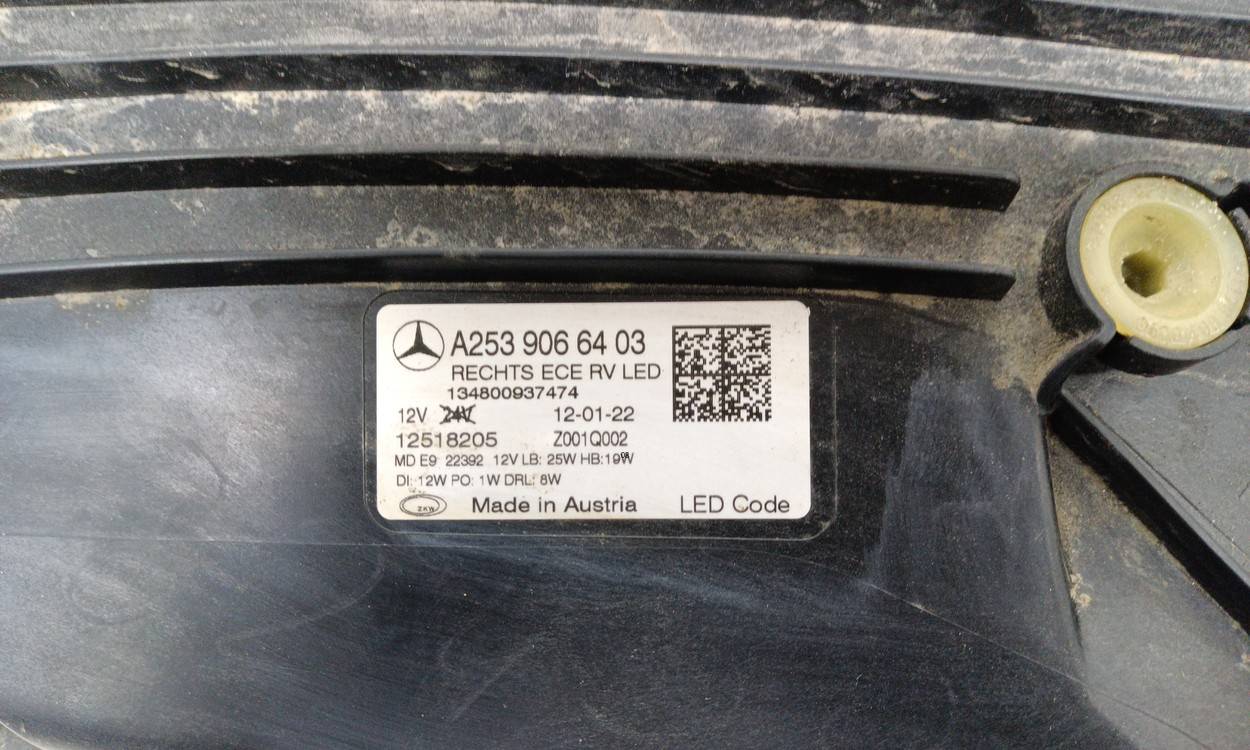 A253 906 64 03
RECHTS ECE RV LED
134800937474
12V 24V 12-01-22
12518205 Z001Q002
MD E9 22392 12V LB: 25W HB:19W
DI: 12W PO: 1W DRL: 8W
ZKW Made in Austria LED Code